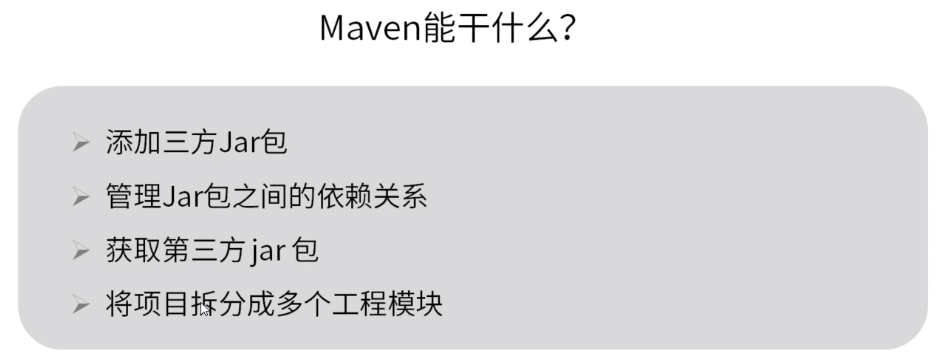 Maven能干什么?
添加三方Jar包
管理Jar包之间的依赖关系
获取第三方 jar 包
将项目拆分成多个工程模块